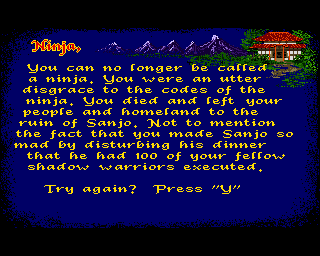 Ninja,
You can no longer be called
a ninja. You were an utter
disgrace to the codes of the
ninja. You died and left your
people and homeland to the
ruin of Sanjo. Not to mention
the fact that you made Sanjo so
mad by disturbing his dinner
that he had 100 of your fellow
shadow warriors executed.
Try again? Press "Y"